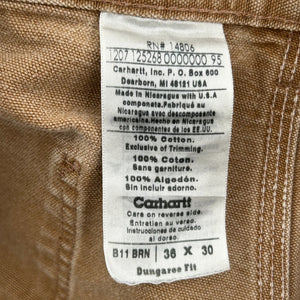 RN# 14806
1207 125268 0000000 95
Carhartt, Inc. P.O. Box 600
Dearborn, MI 48121 USA
Made in Nicaragua with U.S.A
components. Fabriqué au
Nicaragua avec descomposants
americains. Hecho en Nicaragua
con componentes de los EE.UU.
100% Cotton.
Exclusive of Trimming.
100% Coton.
Sans garniture.
100% Algodón.
Sin incluir adorno.
Carhartt
Care on reverse side.
Entretien au verso.
Instrucciones de cuidado
al dorso.
B11 BRN 36 X 30
Dungaree Fit